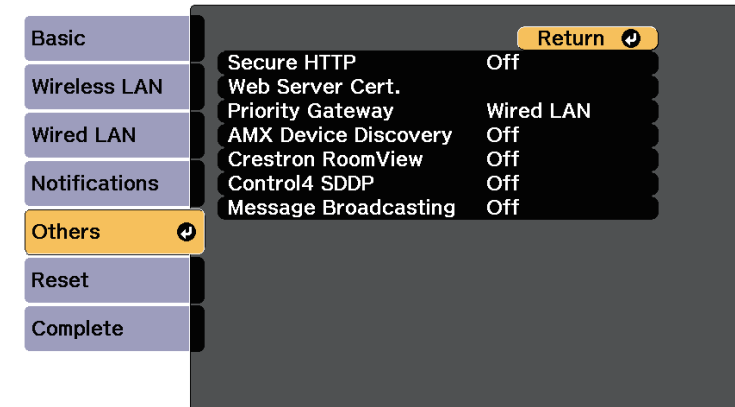 Basic
Wireless LAN
Wired LAN
Notifications
Others
Reset
Complete
Return
Secure HTTP Off
Web Server Cert.
Priority Gateway Wired LAN
AMX Device Discovery Off
Crestron RoomView Off
Control4 SDDP Off
Message Broadcasting Off